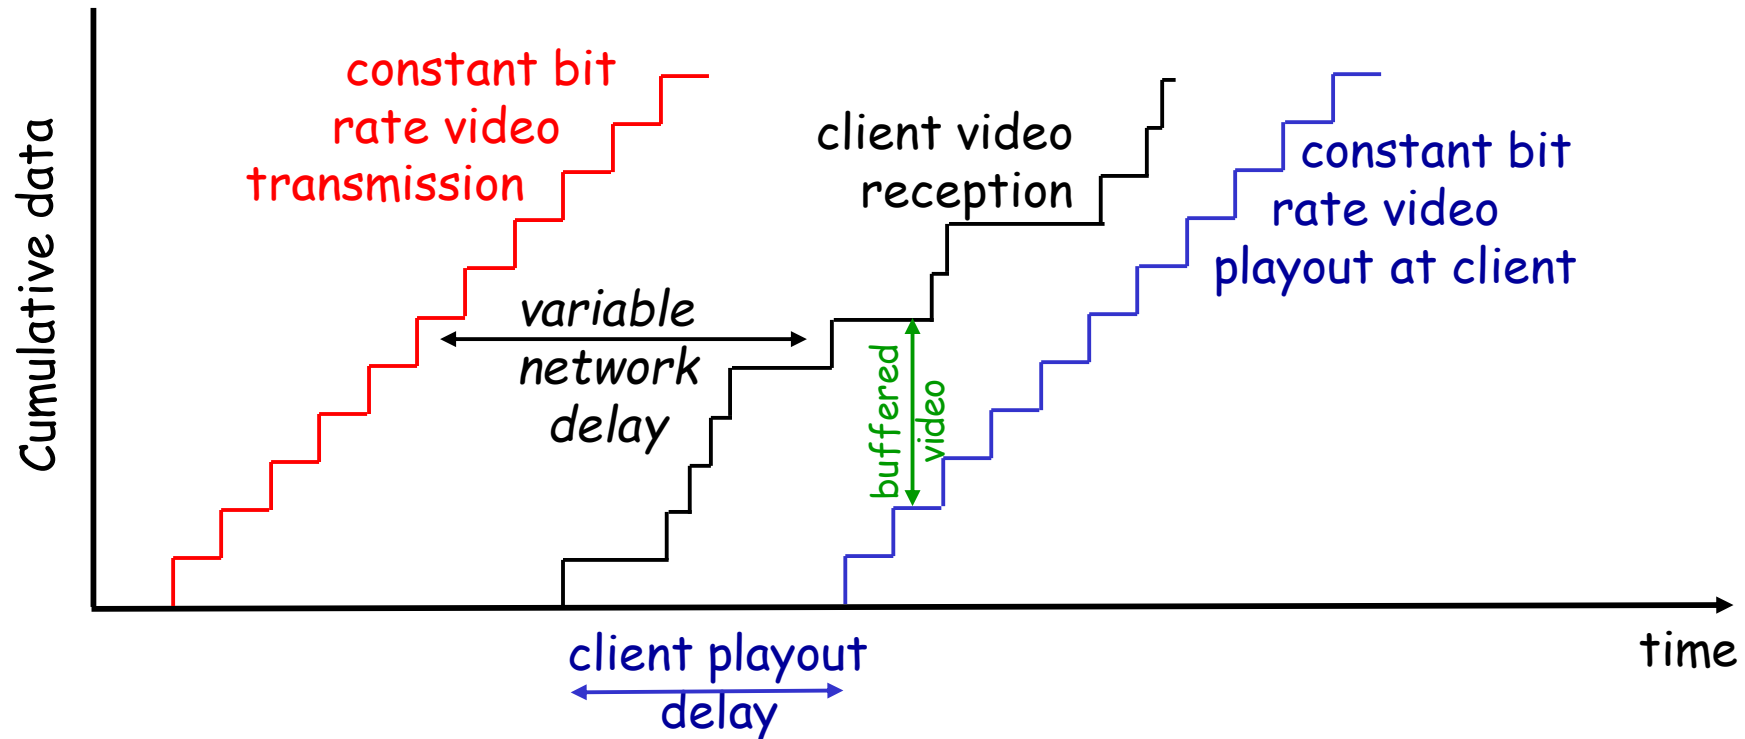 constant bit
rate video
transmission
client video
reception
constant bit
rate video
playout at client
Cumulative data
variable
network
delay
buffered
video
client playout
delay
time